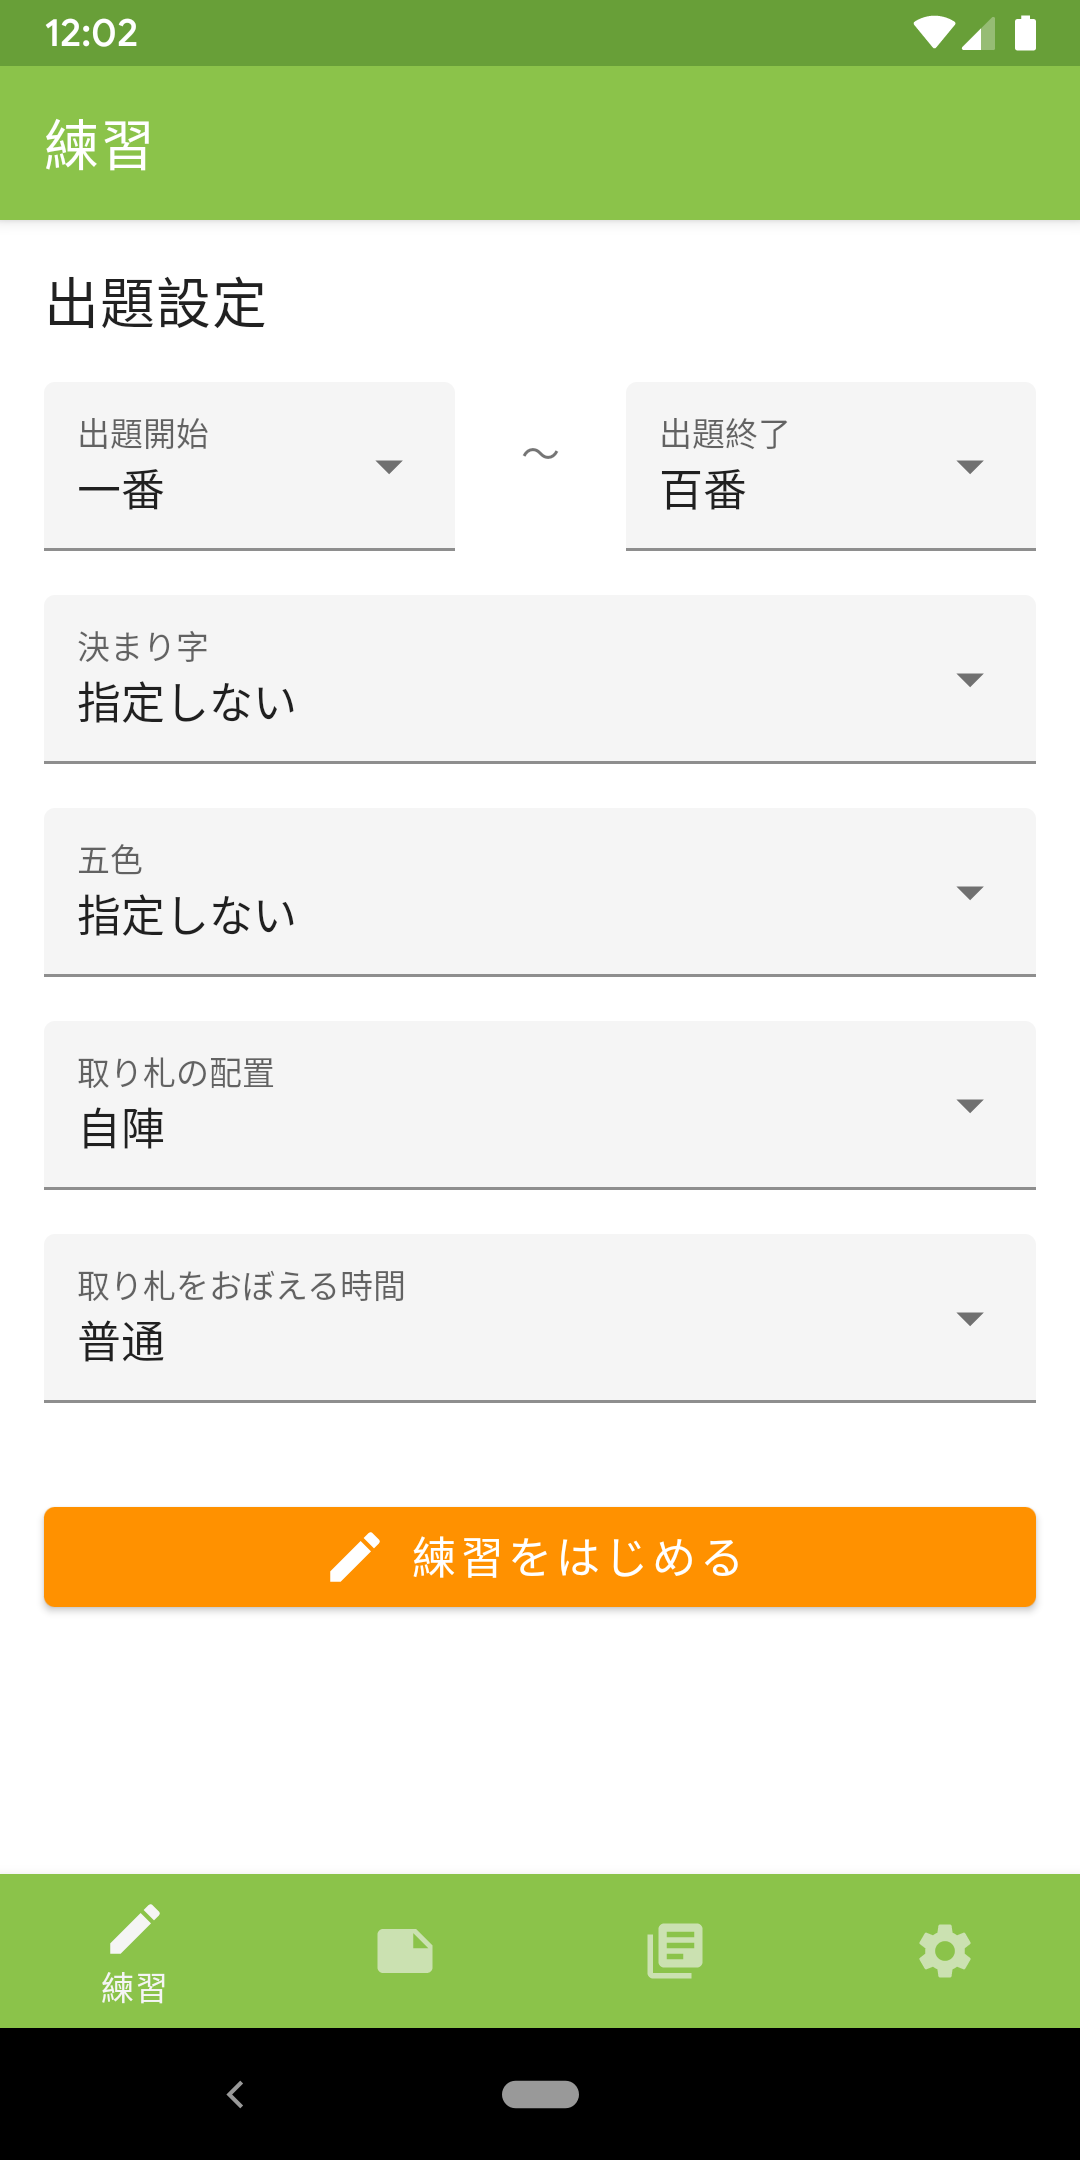 12:02
練習
出題設定
出題開始
一番
～
出題終了
百番
決まり字
指定しない
五色
指定しない
取り札の配置
自陣
取り札をおぼえる時間
普通
練習をはじめる
練習